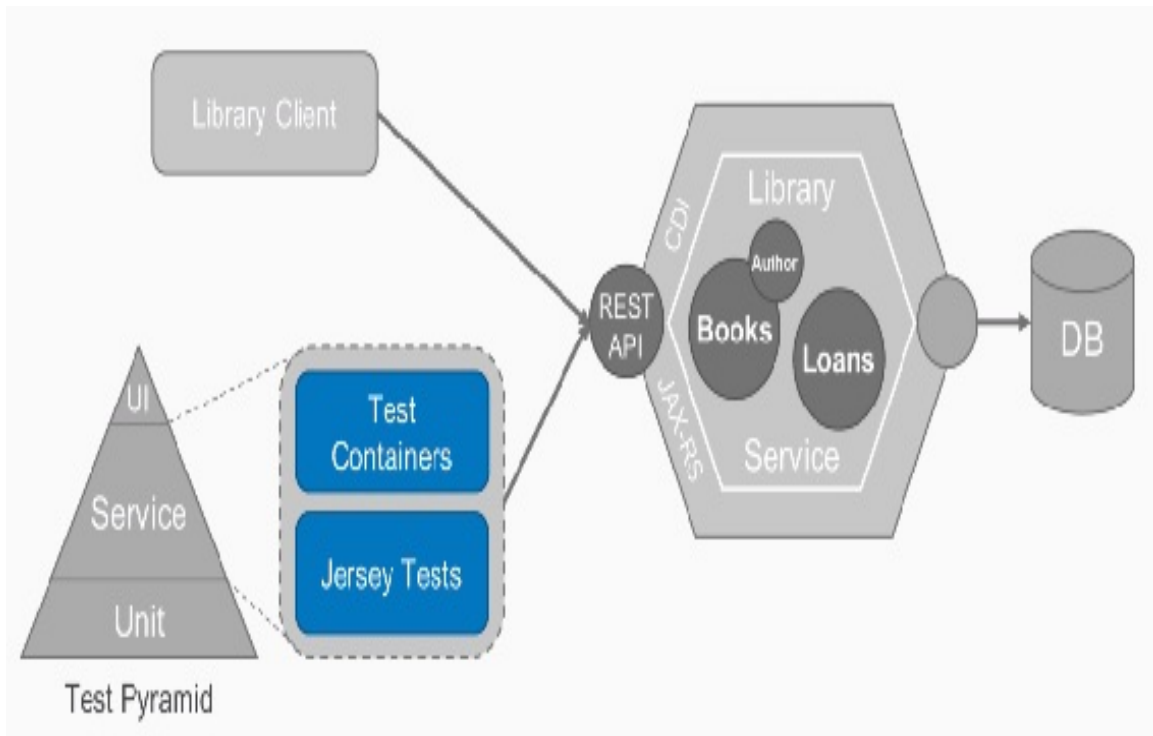 Library Client
CDI
Library
Author
REST
API
Books
Loans
DB
JAX-RS
Service
UI
Service
Unit
Test Pyramid
Test
Containers
Jersey Tests